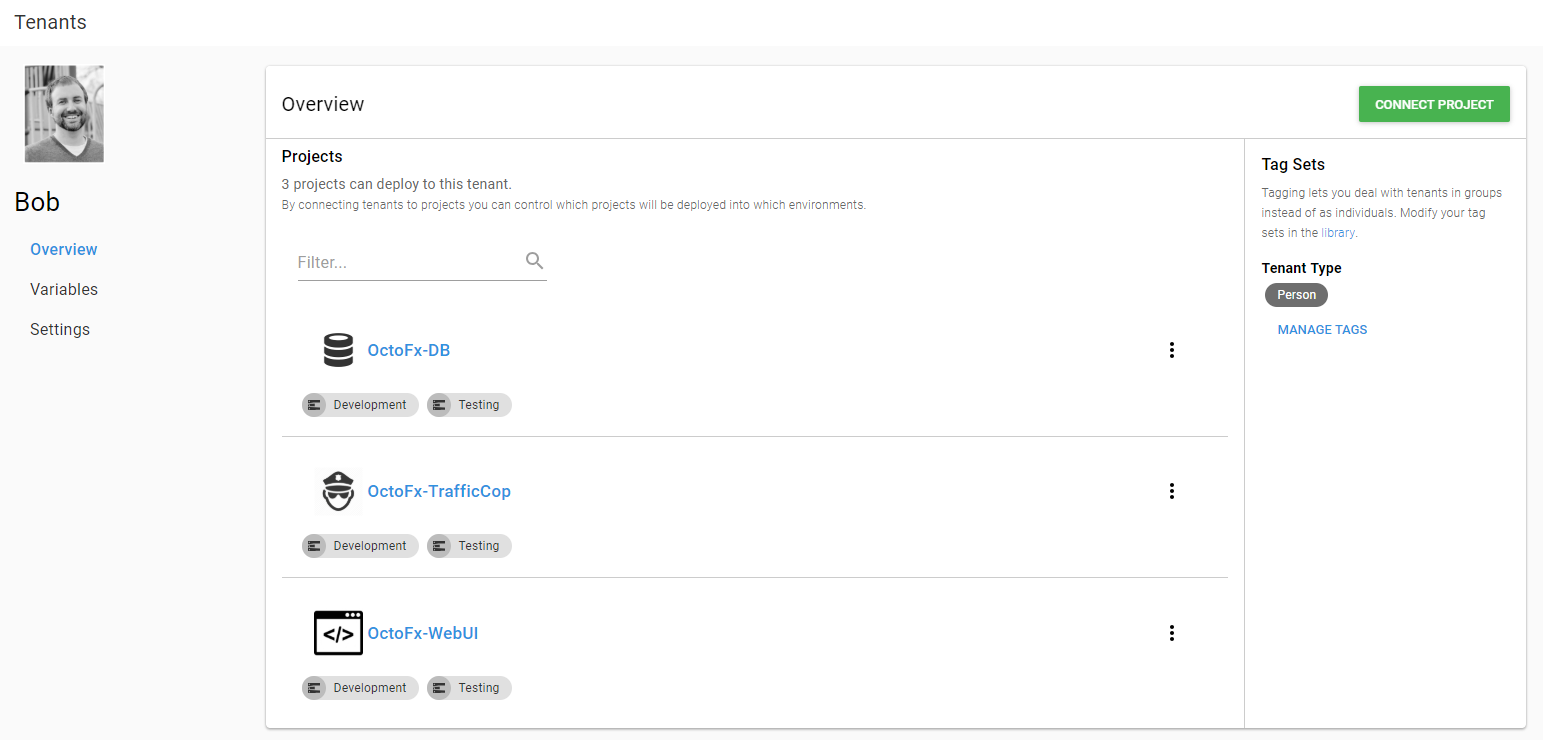 Tenants
Bob
Overview
Variables
Settings
Overview
CONNECT PROJECT
Projects
3 projects can deploy to this tenant.
By connecting tenants to projects you can control which projects will be deployed into which environments.
Filter...
OctoFx-DB
Development
Testing
OctoFx-TrafficCop
Development
Testing
</>
OctoFx-WebUI
Development
Testing
Tag Sets
Tagging lets you deal with tenants in groups
instead of as individuals. Modify your tag
sets in the library.
Tenant Type
Person
MANAGE TAGS